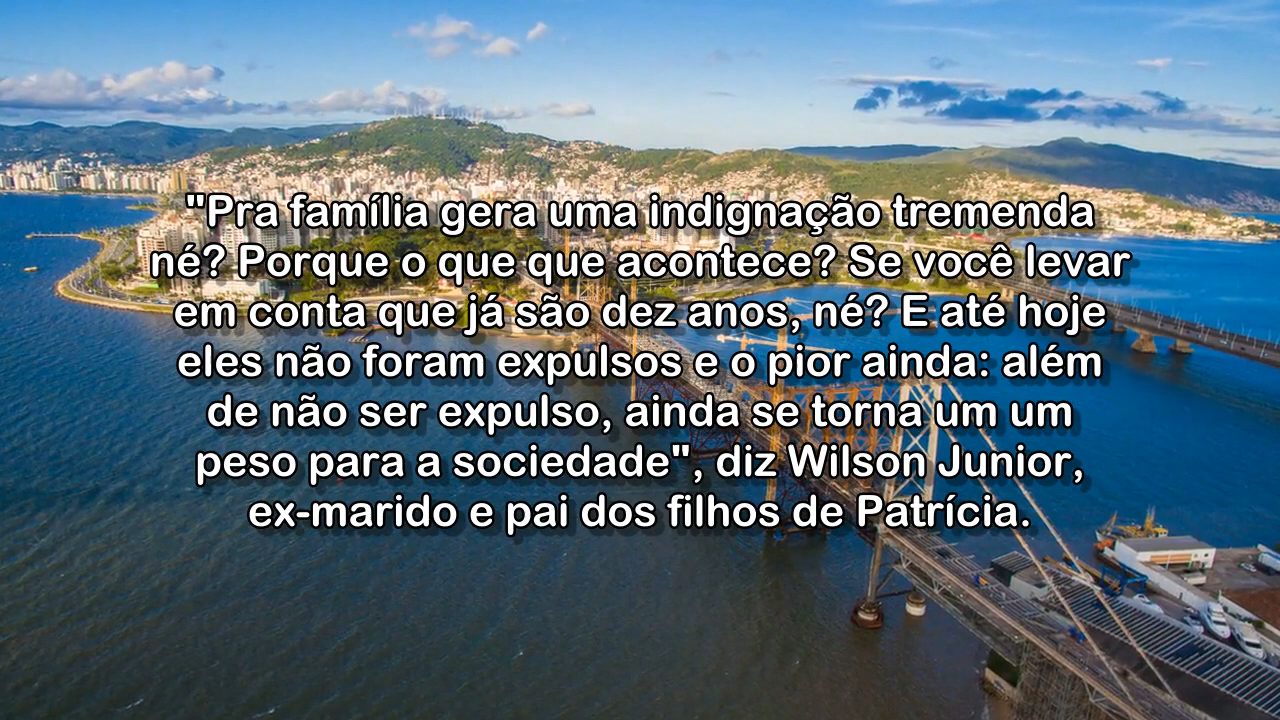 "Pra família gera uma indignação tremenda
né? Porque o que que acontece? Se você levar
em conta que já são dez anos, né? E até hoje
eles não foram expulsos e o pior ainda: além
de não ser expulso, ainda se torna um um
peso para a sociedade", diz Wilson Junior,
ex-marido e pai dos filhos de Patrícia.